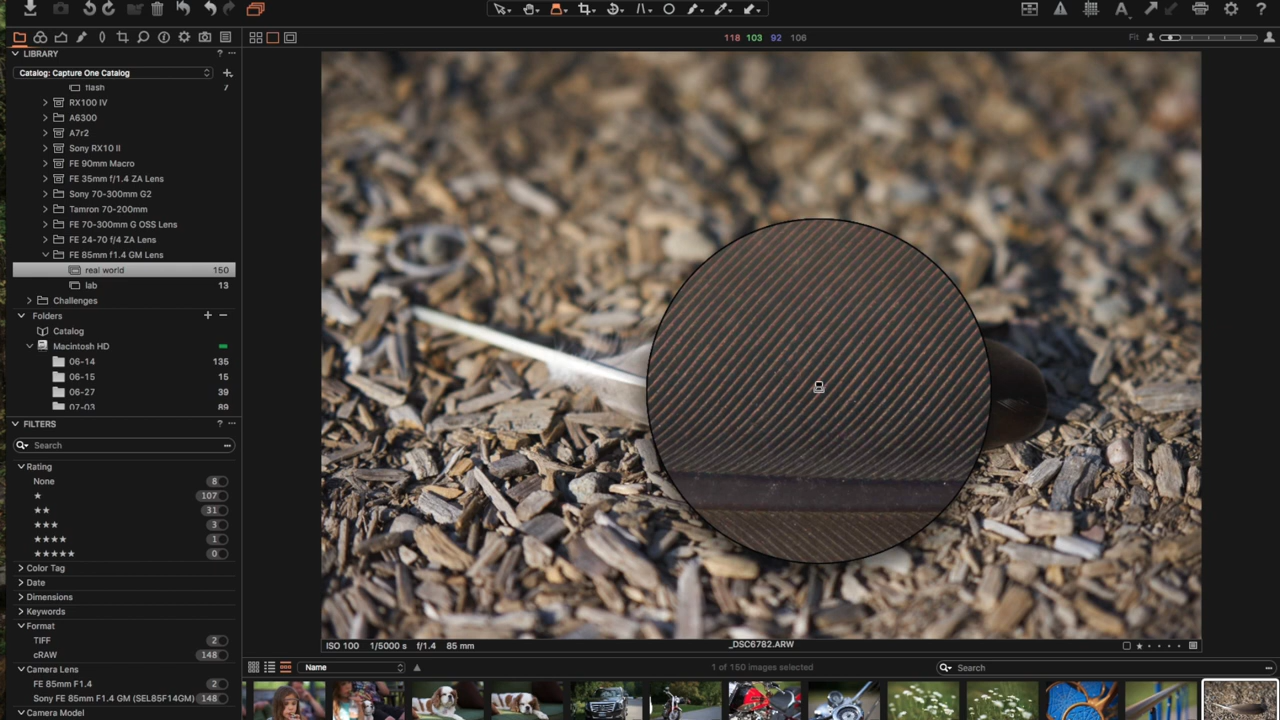 118 103 92 106
Fit
LIBRARY ? ...
Catalog: Capture One Catalog
flash 7
RX100 IV
A6300
A7r2
Sony RX10 II
FE 90mm Macro
FE 35mm f/1.4 ZA Lens
Sony 70-300mm G2
Tamron 70-200mm
FE 70-300mm G OSS Lens
FE 24-70 f/4 ZA Lens
FE 85mm f1.4 GM Lens
real world 150
lab 13
Challenges
Folders
Catalog
Macintosh HD
06-14 135
06-15 15
06-27 39
07-03 89
FILTERS ? ...
Search
Rating
None 8
★ 107
★★ 31
★★★ 3
★★★★ 1
★★★★★ 0
Color Tag
Date
Dimensions
Keywords
Format
TIFF 2
cRAW 148
Camera Lens
FE 85mm F1.4 2
Sony FE 85mm F1.4 GM (SEL85F14GM) 148
Camera Model
ISO 100 1/5000 s f/1.4 85 mm
_DSC6782.ARW
Name
1 of 150 images selected
Search